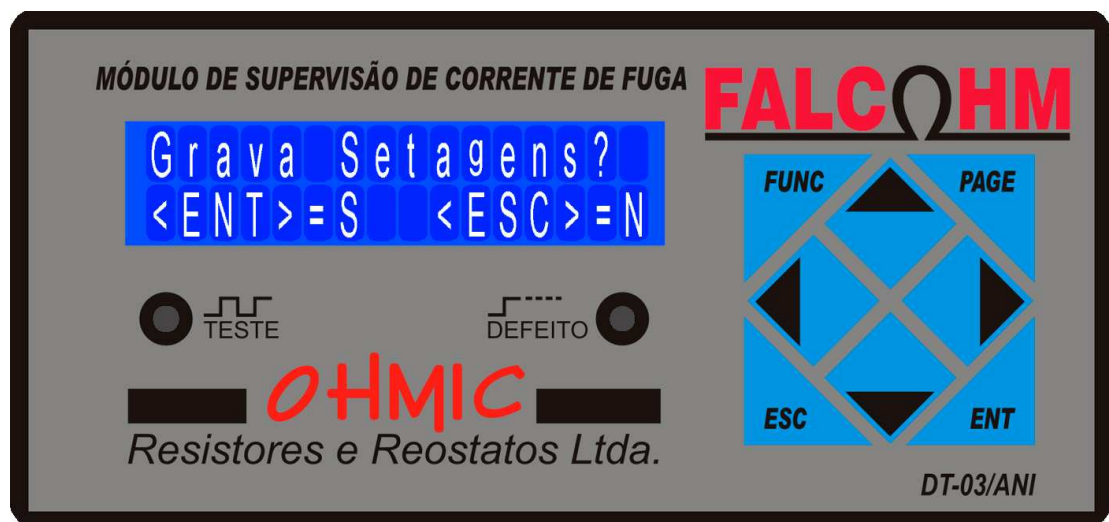 MÓDULO DE SUPERVISÃO DE CORRENTE DE FUGA
FALCΩHM
Grava Setagens?
<ENT>=S <ESC>=N
FUNC
PAGE
TESTE
DEFEITO
OHMIC
Resistores e Reostatos Ltda.
ESC
ENT
DT-03/ANI